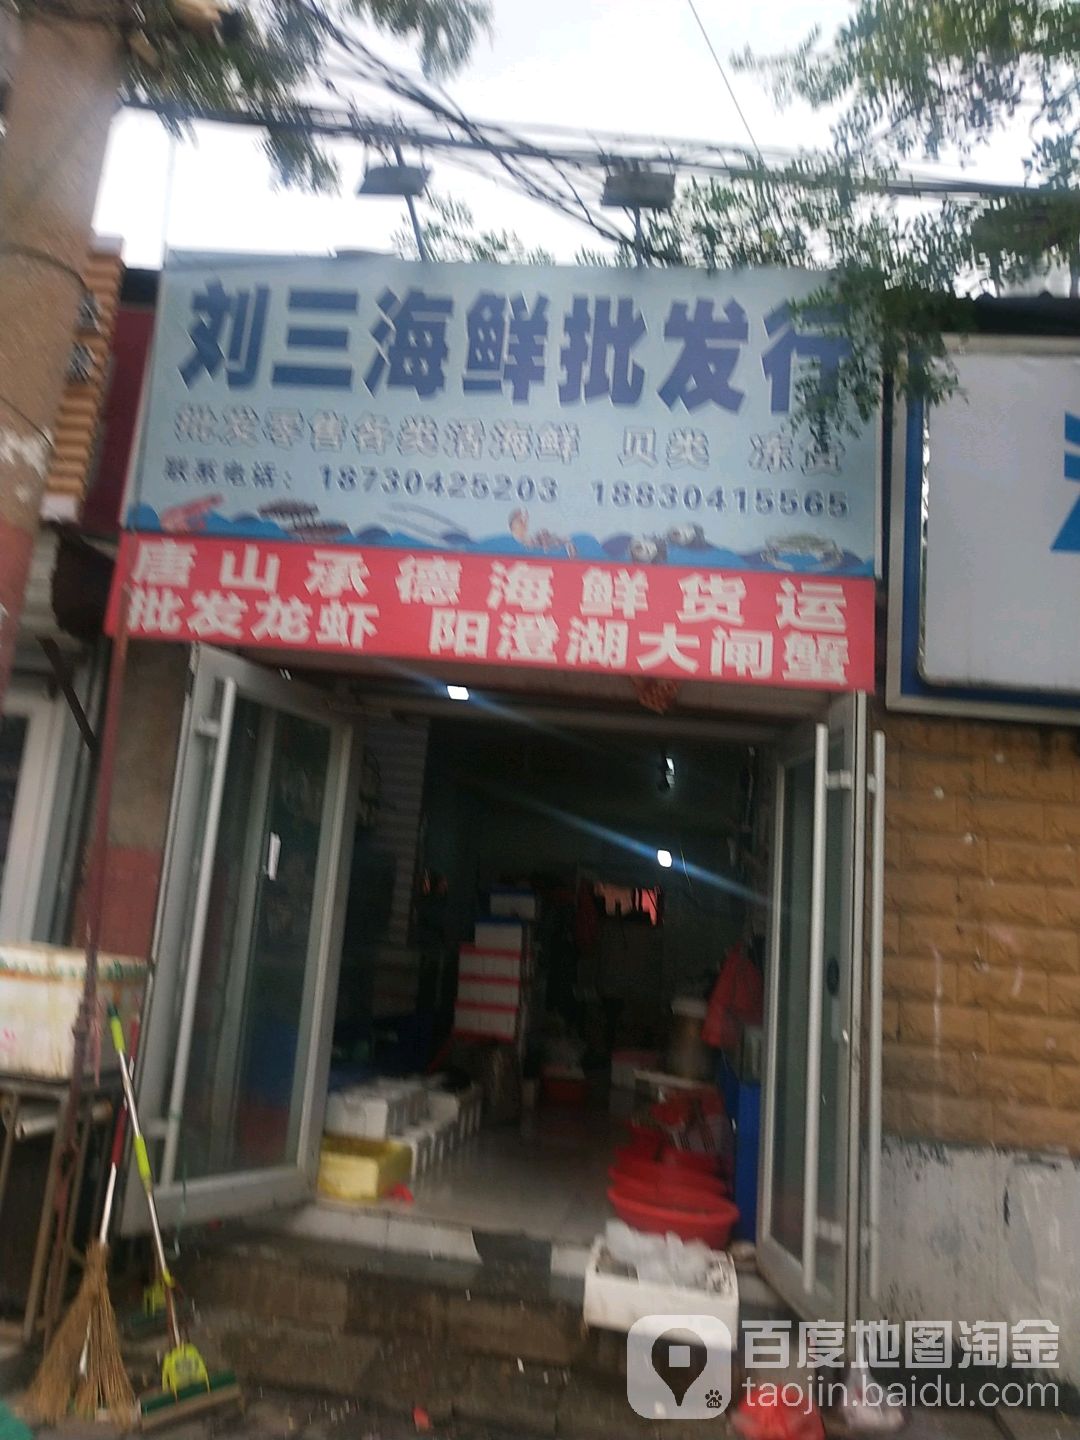 刘三海鲜批发行
批发零售各类活海鲜 贝类 冻货
联系电话：18730425203 18830415565
唐山承德海鲜货运
批发龙虾 阳澄湖大闸蟹
百度地图淘金
taojin.baidu.com